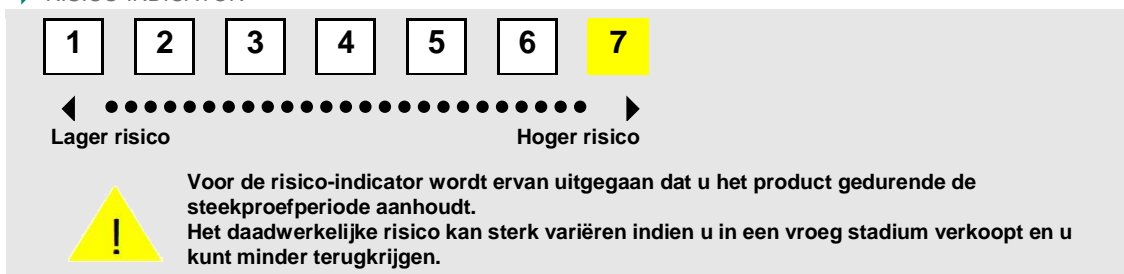 RISICO-INDICATOR
1 2 3 4 5 6 7
Lager risico Hoger risico
Voor de risico-indicator wordt ervan uitgegaan dat u het product gedurende de
steekproefperiode aanhoudt.
Het daadwerkelijke risico kan sterk variëren indien u in een vroeg stadium verkoopt en u
kunt minder terugkrijgen.
!